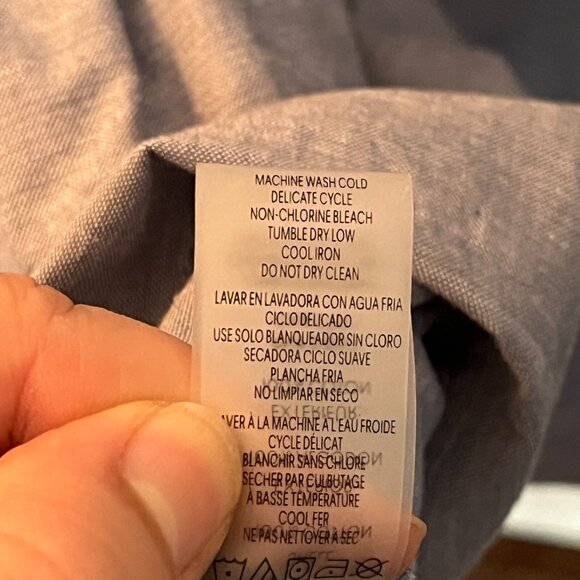 MACHINE WASH COLD
DELICATE CYCLE
NON-CHLORINE BLEACH
TUMBLE DRY LOW
COOL IRON
DO NOT DRY CLEAN
LAVAR EN LAVADORA CON AGUA FRIA
CICLO DELICADO
USE SOLO BLANQUEADOR SIN CLORO
SECADORA CICLO SUAVE
PLANCHA FRIA
NO LIMPIAR EN SECO
AVER À LA MACHINE A L'EAU FROIDE
CYCLE DÉLICAT
BLANCHIR SANS CHLORE
SECHER PAR CULBUTAGE
A BASSE TEMPÉRATURE
COOL FER
NE PAS NETTOYER A SEC